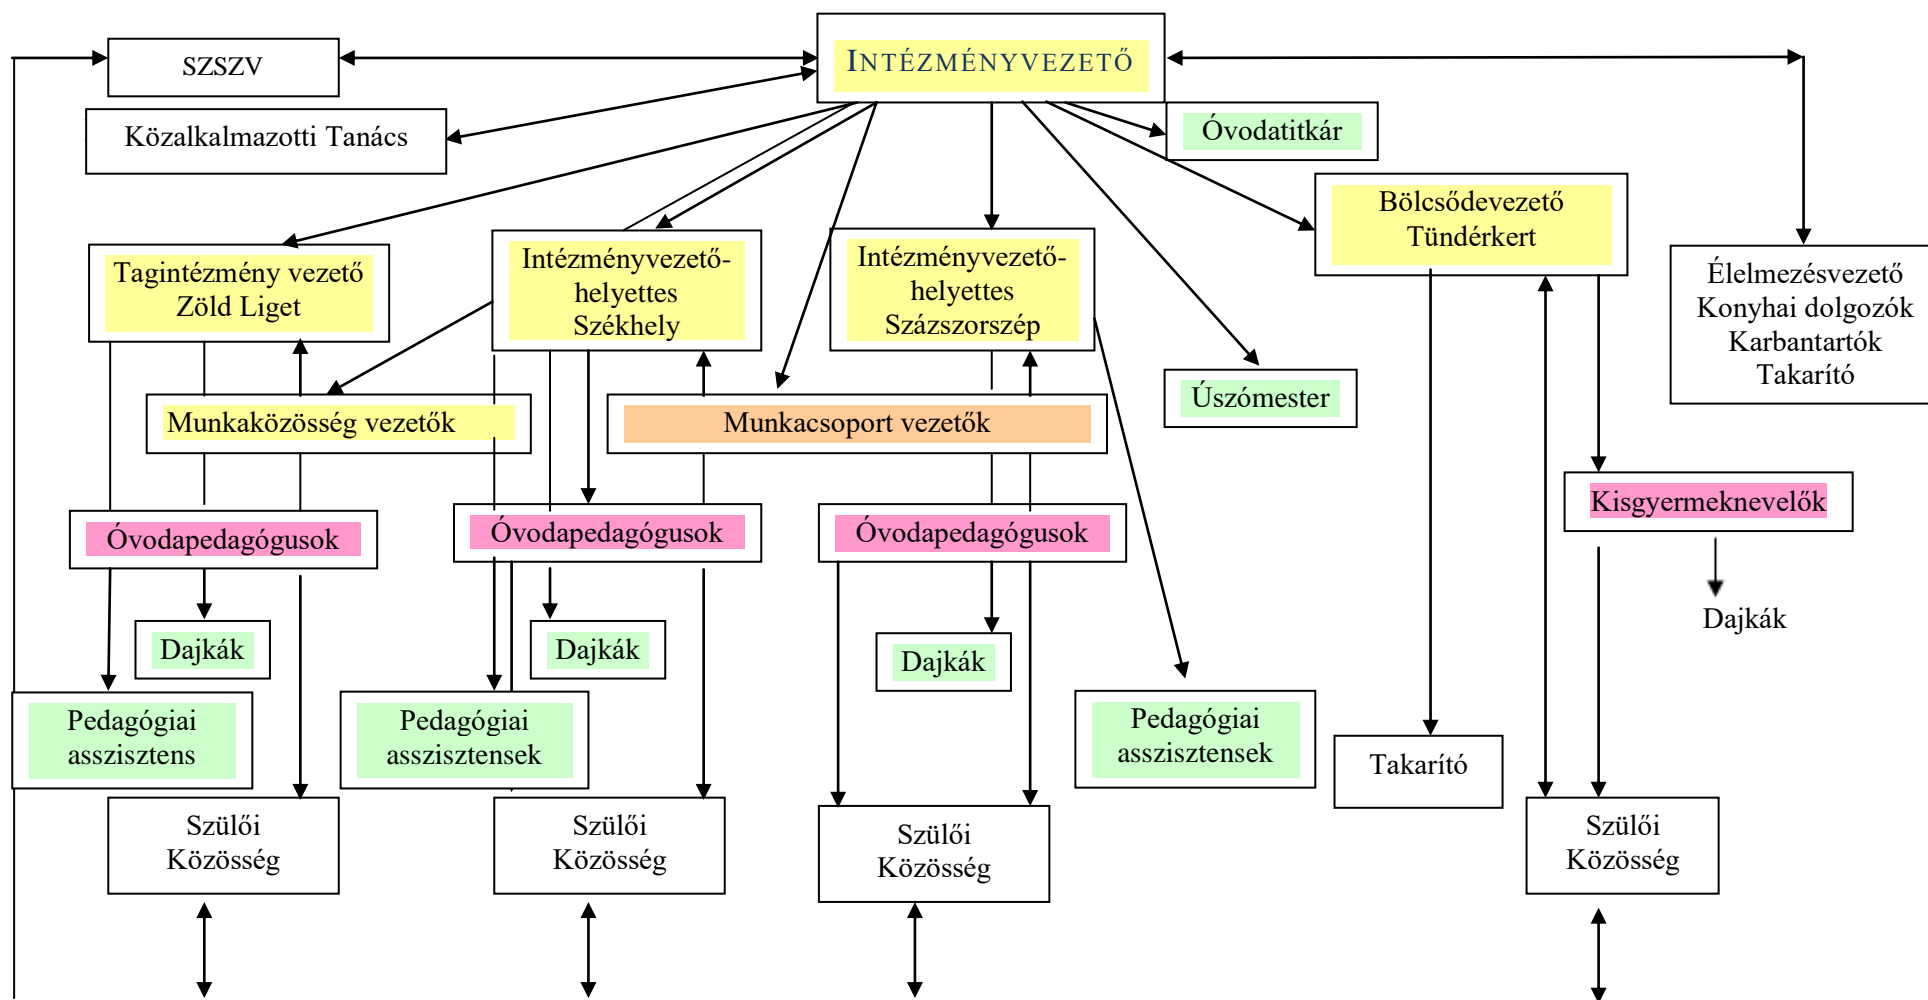 SZSZV
INTÉZMÉNYVEZETŐ
Közalkalmazotti Tanács
Óvodatitkár
Bölcsődevezető
Tündérkert
Tagintézmény vezető
Zöld Liget
Intézményvezető-
helyettes
Székhely
Intézményvezető-
helyettes
Százszorszép
Élelmezésvezető
Konyhai dolgozók
Karbantartók
Takarító
Úszómester
Munkaközösség vezetők
Munkacsoport vezetők
Kisgyermeknevelők
Óvodapedagógusok
Óvodapedagógusok
Óvodapedagógusok
Dajkák
Dajkák
Dajkák
Dajkák
Pedagógiai
asszisztens
Pedagógiai
asszisztensek
Pedagógiai
asszisztensek
Takarító
Szülői
Közösség
Szülői
Közösség
Szülői
Közösség
Szülői
Közösség